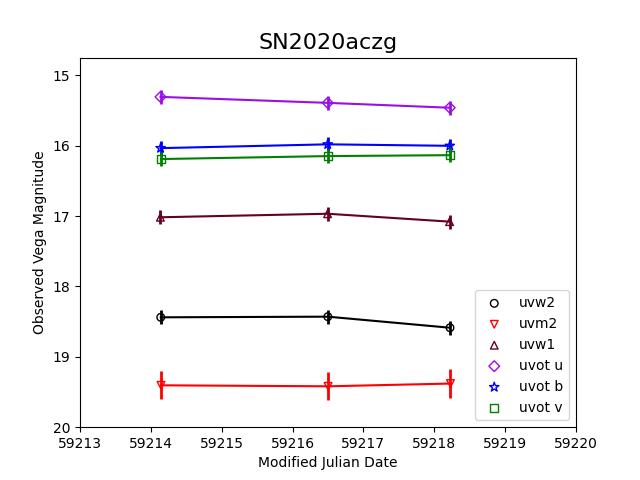 SN2020aczg
Observed Vega Magnitude
15
16
17
18
19
20
59213 59214 59215 59216 59217 59218 59219 59220
Modified Julian Date
uvw2
uvm2
uvw1
uvot u
uvot b
uvot v